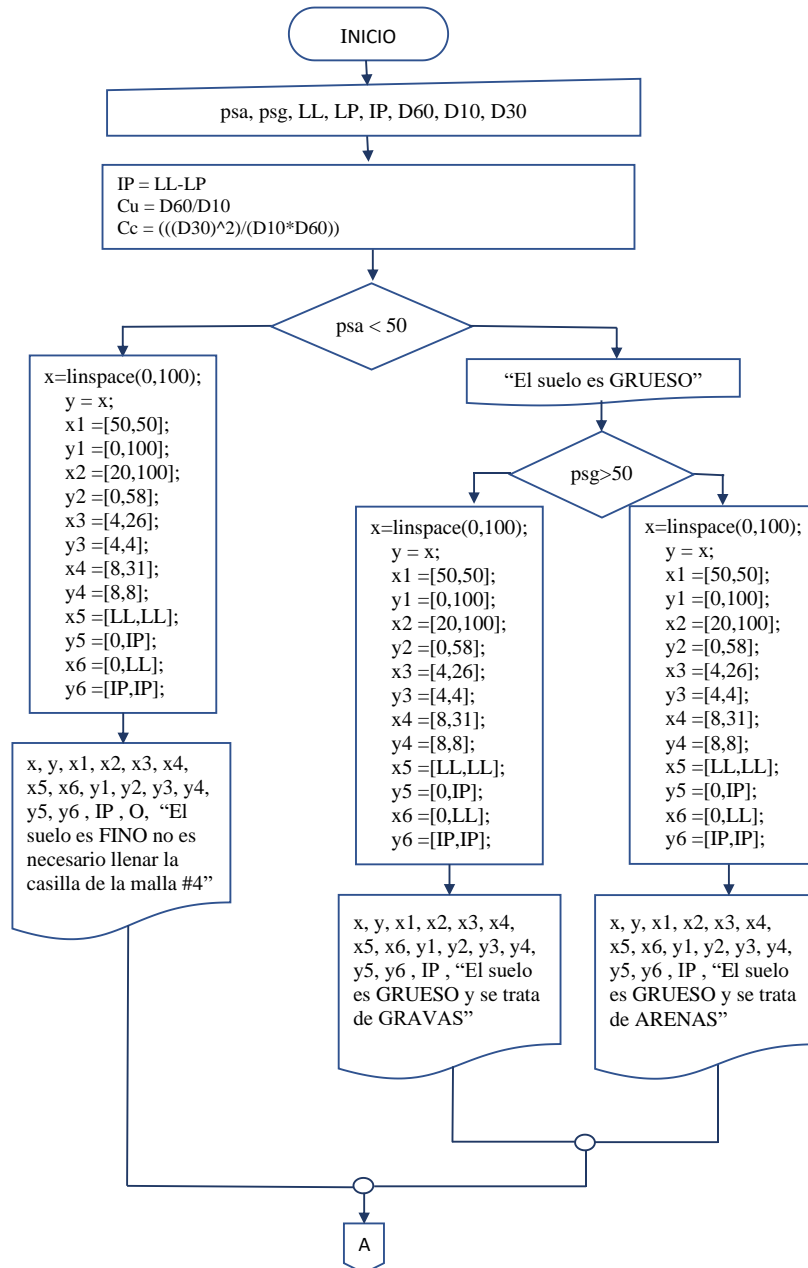 INICIO
psa, psg, LL, LP, IP, D60, D10, D30
IP = LL-LP
Cu = D60/D10
Cc = (((D30)^2)/(D10*D60))
psa < 50
x=linspace(0,100);
y = x;
x1 =[50,50];
y1 =[0,100];
x2 =[20,100];
y2 =[0,58];
x3 =[4,26];
y3 =[4,4];
x4 =[8,31];
y4 =[8,8];
x5 =[LL,LL];
y5 =[0,IP];
x6 =[0,LL];
y6 =[IP,IP];
x, y, x1, x2, x3, x4,
x5, x6, y1, y2, y3, y4,
y5, y6 , IP , O, “El
suelo es FINO no es
necesario llenar la
casilla de la malla #4”
“El suelo es GRUESO”
psg>50
x=linspace(0,100);
y = x;
x1 =[50,50];
y1 =[0,100];
x2 =[20,100];
y2 =[0,58];
x3 =[4,26];
y3 =[4,4];
x4 =[8,31];
y4 =[8,8];
x5 =[LL,LL];
y5 =[0,IP];
x6 =[0,LL];
y6 =[IP,IP];
x, y, x1, x2, x3, x4,
x5, x6, y1, y2, y3, y4,
y5, y6 , IP , “El suelo
es GRUESO y se trata
de GRAVAS”
x=linspace(0,100);
y = x;
x1 =[50,50];
y1 =[0,100];
x2 =[20,100];
y2 =[0,58];
x3 =[4,26];
y3 =[4,4];
x4 =[8,31];
y4 =[8,8];
x5 =[LL,LL];
y5 =[0,IP];
x6 =[0,LL];
y6 =[IP,IP];
x, y, x1, x2, x3, x4,
x5, x6, y1, y2, y3, y4,
y5, y6 , IP , “El suelo
es GRUESO y se trata
de ARENAS”
A